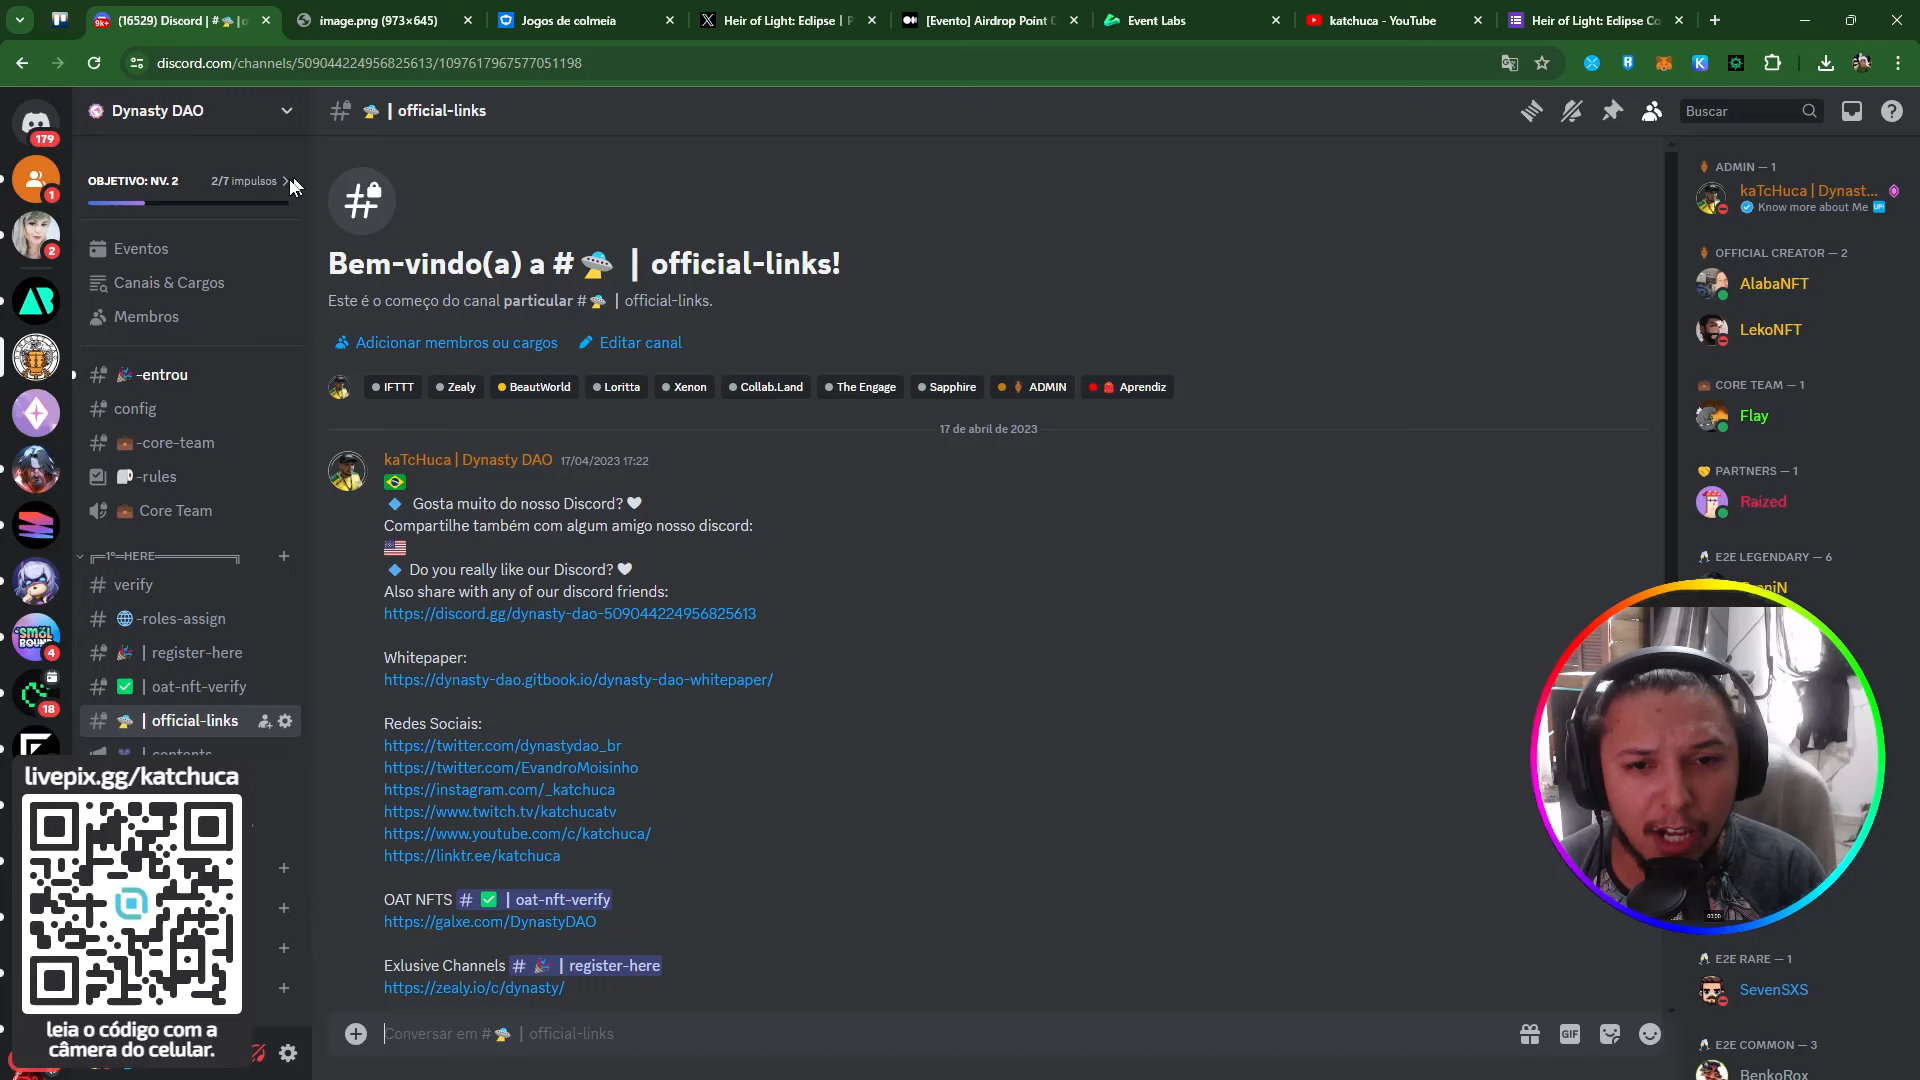 (16529) Discord | #
image.png (973×645)
Jogos de colmeia
Heir of Light: Eclipse | P
[Evento] Airdrop Point C
Event Labs
katchuca - YouTube
Heir of Light: Eclipse Co
discord.com/channels/509044224956825613/1097617967577051198
Dynasty DAO
🛸 | official-links
Buscar
OBJETIVO: NV. 2
2/7 impulsos
Eventos
Canais & Cargos
Membros
🎉-entrou
config
💼-core-team
-rules
💼 Core Team
╔═1º═HERE══════════╗
verify
🌐-roles-assign
🎉 | register-here
✅ | oat-nft-verify
🛸 | official-links
179
1
2
4
18
livepix.gg/katchuca
leia o código com a
câmera do celular.
Bem-vindo(a) a #🛸 | official-links!
Este é o começo do canal particular #🛸 | official-links.
Adicionar membros ou cargos
Editar canal
IFTTT
Zealy
BeautWorld
Loritta
Xenon
Collab.Land
The Engage
Sapphire
ADMIN
Aprendiz
17 de abril de 2023
kaTcHuca | Dynasty DAO 17/04/2023 17:22
🇧🇷
🔹 Gosta muito do nosso Discord? 🤍
Compartilhe também com algum amigo nosso discord:
🇺🇸
🔹 Do you really like our Discord? 🤍
Also share with any of our discord friends:
https://discord.gg/dynasty-dao-509044224956825613
Whitepaper:
https://dynasty-dao.gitbook.io/dynasty-dao-whitepaper/
Redes Sociais:
https://twitter.com/dynastydao_br
https://twitter.com/EvandroMoisinho
https://instagram.com/_katchuca
https://www.twitch.tv/katchucatv
https://www.youtube.com/c/katchuca/
https://linktr.ee/katchuca
OAT NFTS # ✅ | oat-nft-verify
https://galxe.com/DynastyDAO
Exlusive Channels # 🎉 | register-here
https://zealy.io/c/dynasty/
Conversar em #🛸 | official-links
GIF
ADMIN — 1
kaTcHuca | Dynast...
Know more about Me UP!
OFFICIAL CREATOR — 2
AlabaNFT
LekoNFT
CORE TEAM — 1
Flay
PARTNERS — 1
Raized
E2E LEGENDARY — 6
00:00
E2E RARE — 1
SevenSXS
E2E COMMON — 3
BenkoRox